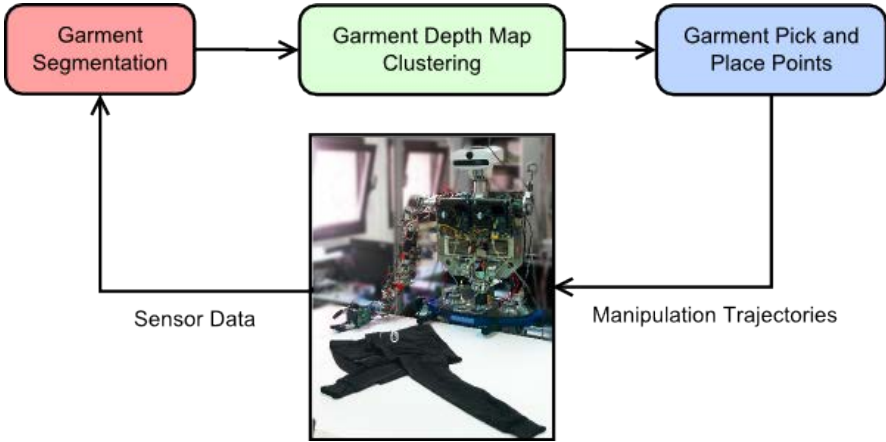 Garment
Segmentation
Garment Depth Map
Clustering
Garment Pick and
Place Points
Sensor Data
Manipulation Trajectories